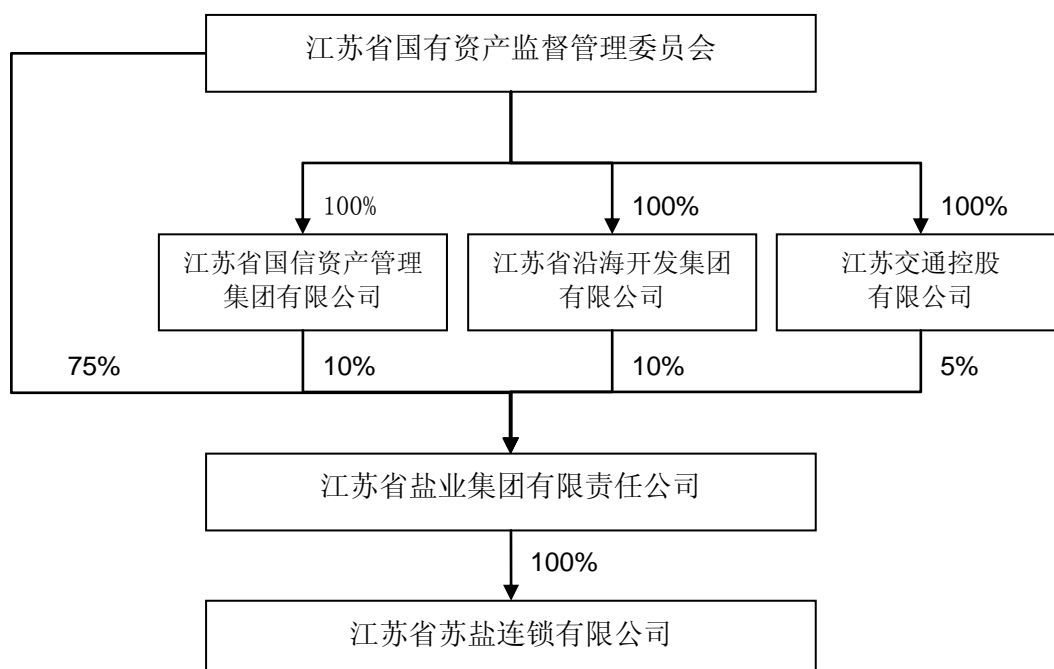 江苏省国有资产监督管理委员会
100%
100%
100%
江苏省国信资产管理
集团有限公司
江苏省沿海开发集团
有限公司
江苏交通控股
有限公司
75%
10%
10%
5%
江苏省盐业集团有限责任公司
100%
江苏省苏盐连锁有限公司